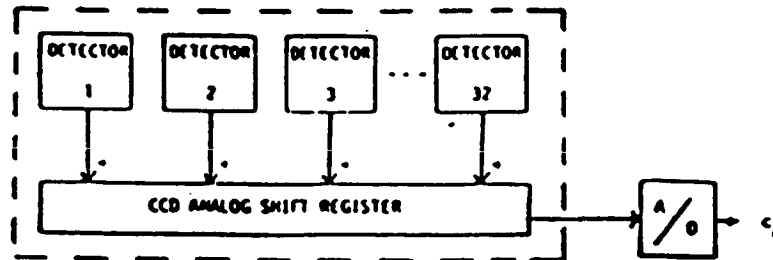 DETECTOR
1
DETECTOR
2
DETECTOR
3
....
DETECTOR
32
CCD ANALOG SHIFT REGISTER
A/D
c